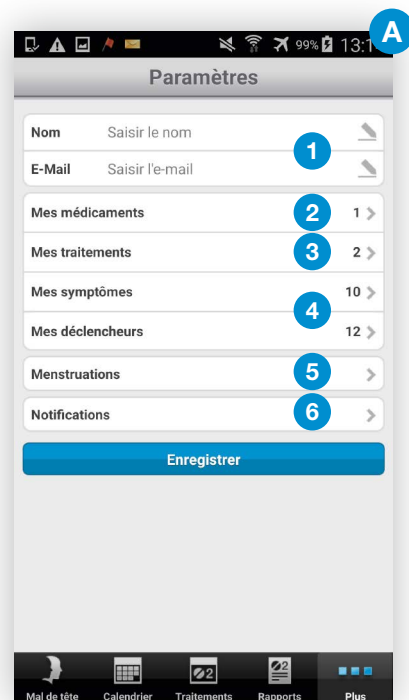 A
99% 13:1
Paramètres
Nom Saisir le nom
1
E-Mail Saisir l'e-mail
Mes médicaments 2 1
Mes traitements 3 2
Mes symptômes 10
4
Mes déclencheurs 12
Menstruations 5
Notifications 6
Enregistrer
Mal de tête Calendrier Traitements Rapports Plus